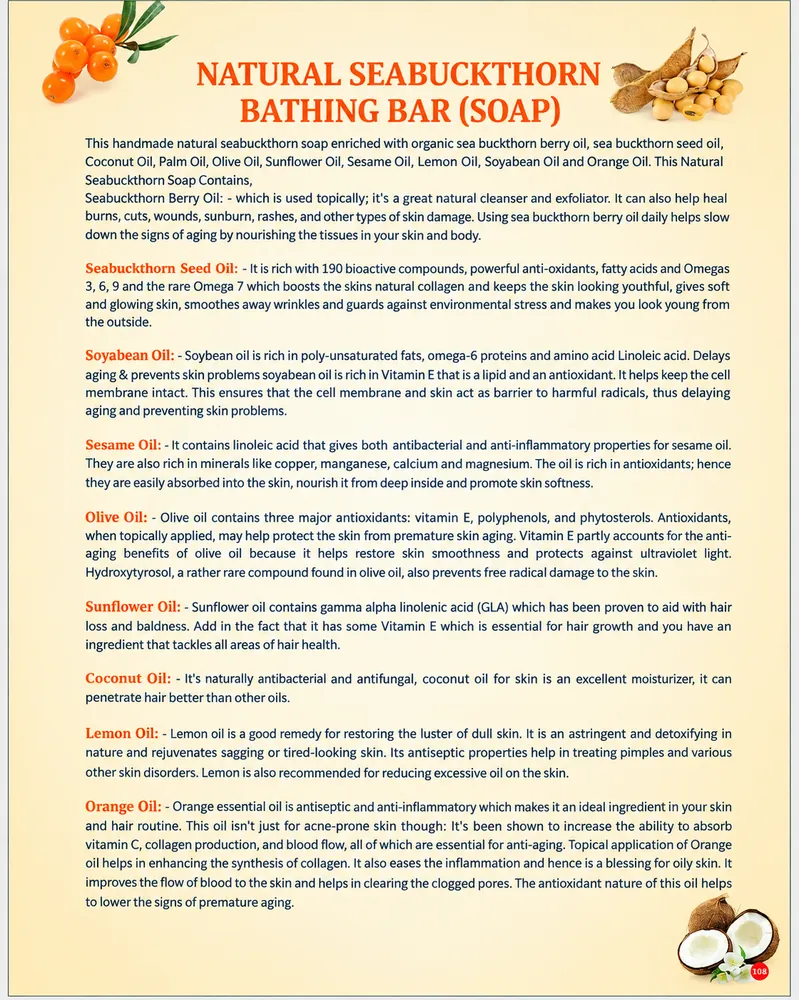 NATURAL SEABUCKTHORN
BATHING BAR (SOAP)
This handmade natural seabuckthorn soap enriched with organic sea buckthorn berry oil, sea buckthorn seed oil,
Coconut Oil, Palm Oil, Olive Oil, Sunflower Oil, Sesame Oil, Lemon Oil, Soyabean Oil and Orange Oil. This Natural
Seabuckthorn Soap Contains,
Seabuckthorn Berry Oil: - which is used topically; it's a great natural cleanser and exfoliator. It can also help heal
burns, cuts, wounds, sunburn, rashes, and other types of skin damage. Using sea buckthorn berry oil daily helps slow
down the signs of aging by nourishing the tissues in your skin and body.
Seabuckthorn Seed Oil: - It is rich with 190 bioactive compounds, powerful anti-oxidants, fatty acids and Omegas
3, 6, 9 and the rare Omega 7 which boosts the skins natural collagen and keeps the skin looking youthful, gives soft
and glowing skin, smoothes away wrinkles and guards against environmental stress and makes you look young from
the outside.
Soyabean Oil: - Soybean oil is rich in poly-unsaturated fats, omega-6 proteins and amino acid Linoleic acid. Delays
aging & prevents skin problems soyabean oil is rich in Vitamin E that is a lipid and an antioxidant. It helps keep the cell
membrane intact. This ensures that the cell membrane and skin act as barrier to harmful radicals, thus delaying
aging and preventing skin problems.
Sesame Oil: - It contains linoleic acid that gives both antibacterial and anti-inflammatory properties for sesame oil.
They are also rich in minerals like copper, manganese, calcium and magnesium. The oil is rich in antioxidants; hence
they are easily absorbed into the skin, nourish it from deep inside and promote skin softness.
Olive Oil: - Olive oil contains three major antioxidants: vitamin E, polyphenols, and phytosterols. Antioxidants,
when topically applied, may help protect the skin from premature skin aging. Vitamin E partly accounts for the anti-
aging benefits of olive oil because it helps restore skin smoothness and protects against ultraviolet light.
Hydroxytyrosol, a rather rare compound found in olive oil, also prevents free radical damage to the skin.
Sunflower Oil: - Sunflower oil contains gamma alpha linolenic acid (GLA) which has been proven to aid with hair
loss and baldness. Add in the fact that it has some Vitamin E which is essential for hair growth and you have an
ingredient that tackles all areas of hair health.
Coconut Oil: - It's naturally antibacterial and antifungal, coconut oil for skin is an excellent moisturizer, it can
penetrate hair better than other oils.
Lemon Oil: - Lemon oil is a good remedy for restoring the luster of dull skin. It is an astringent and detoxifying in
nature and rejuvenates sagging or tired-looking skin. Its antiseptic properties help in treating pimples and various
other skin disorders. Lemon is also recommended for reducing excessive oil on the skin.
Orange Oil: - Orange essential oil is antiseptic and anti-inflammatory which makes it an ideal ingredient in your skin
and hair routine. This oil isn't just for acne-prone skin though: It's been shown to increase the ability to absorb
vitamin C, collagen production, and blood flow, all of which are essential for anti-aging. Topical application of Orange
oil helps in enhancing the synthesis of collagen. It also eases the inflammation and hence is a blessing for oily skin. It
improves the flow of blood to the skin and helps in clearing the clogged pores. The antioxidant nature of this oil helps
to lower the signs of premature aging.
108